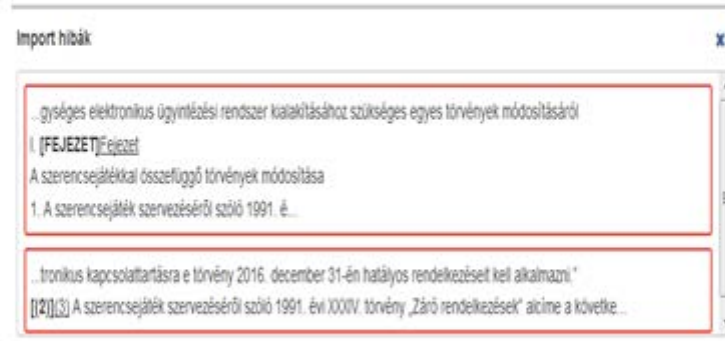 Import hibák
x
...gységes elektronikus ügyintézési rendszer kialakításához szükséges egyes törvények módosításáról
I. [FEJEZET]Fejezet
A szerencsejátékkal összefüggő törvények módosítása
1. A szerencsejáték szervezéséről szóló 1991. é...
...tronikus kapcsolattartásra e törvény 2016. december 31-én hatályos rendelkezéseit kell alkalmazni."
[(2)](3) A szerencsejáték szervezéséről szóló 1991. évi XXXIV. törvény „Záró rendelkezések" alcíme a követke...